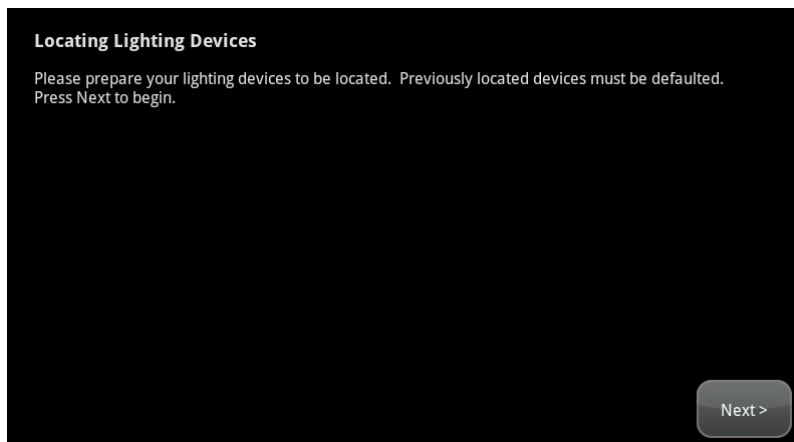 Locating Lighting Devices
Please prepare your lighting devices to be located.  Previously located devices must be defaulted.
Press Next to begin.
Next >